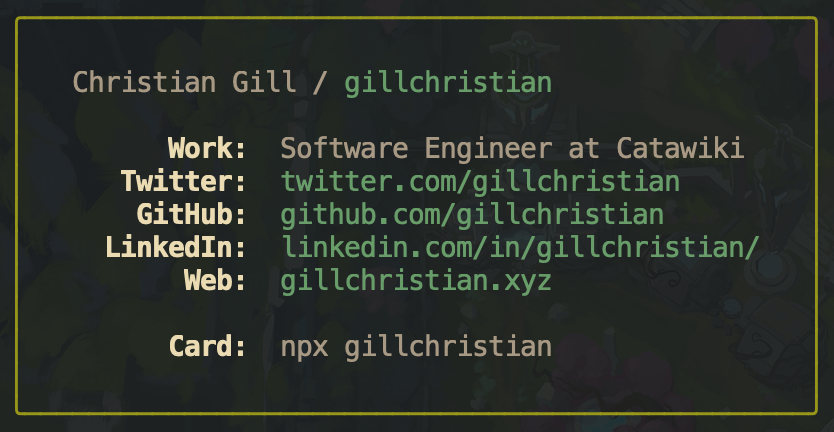 Christian Gill / gillchristian
Work: Software Engineer at Catawiki
Twitter: twitter.com/gillchristian
GitHub: github.com/gillchristian
LinkedIn: linkedin.com/in/gillchristian/
Web: gillchristian.xyz
Card: npx gillchristian